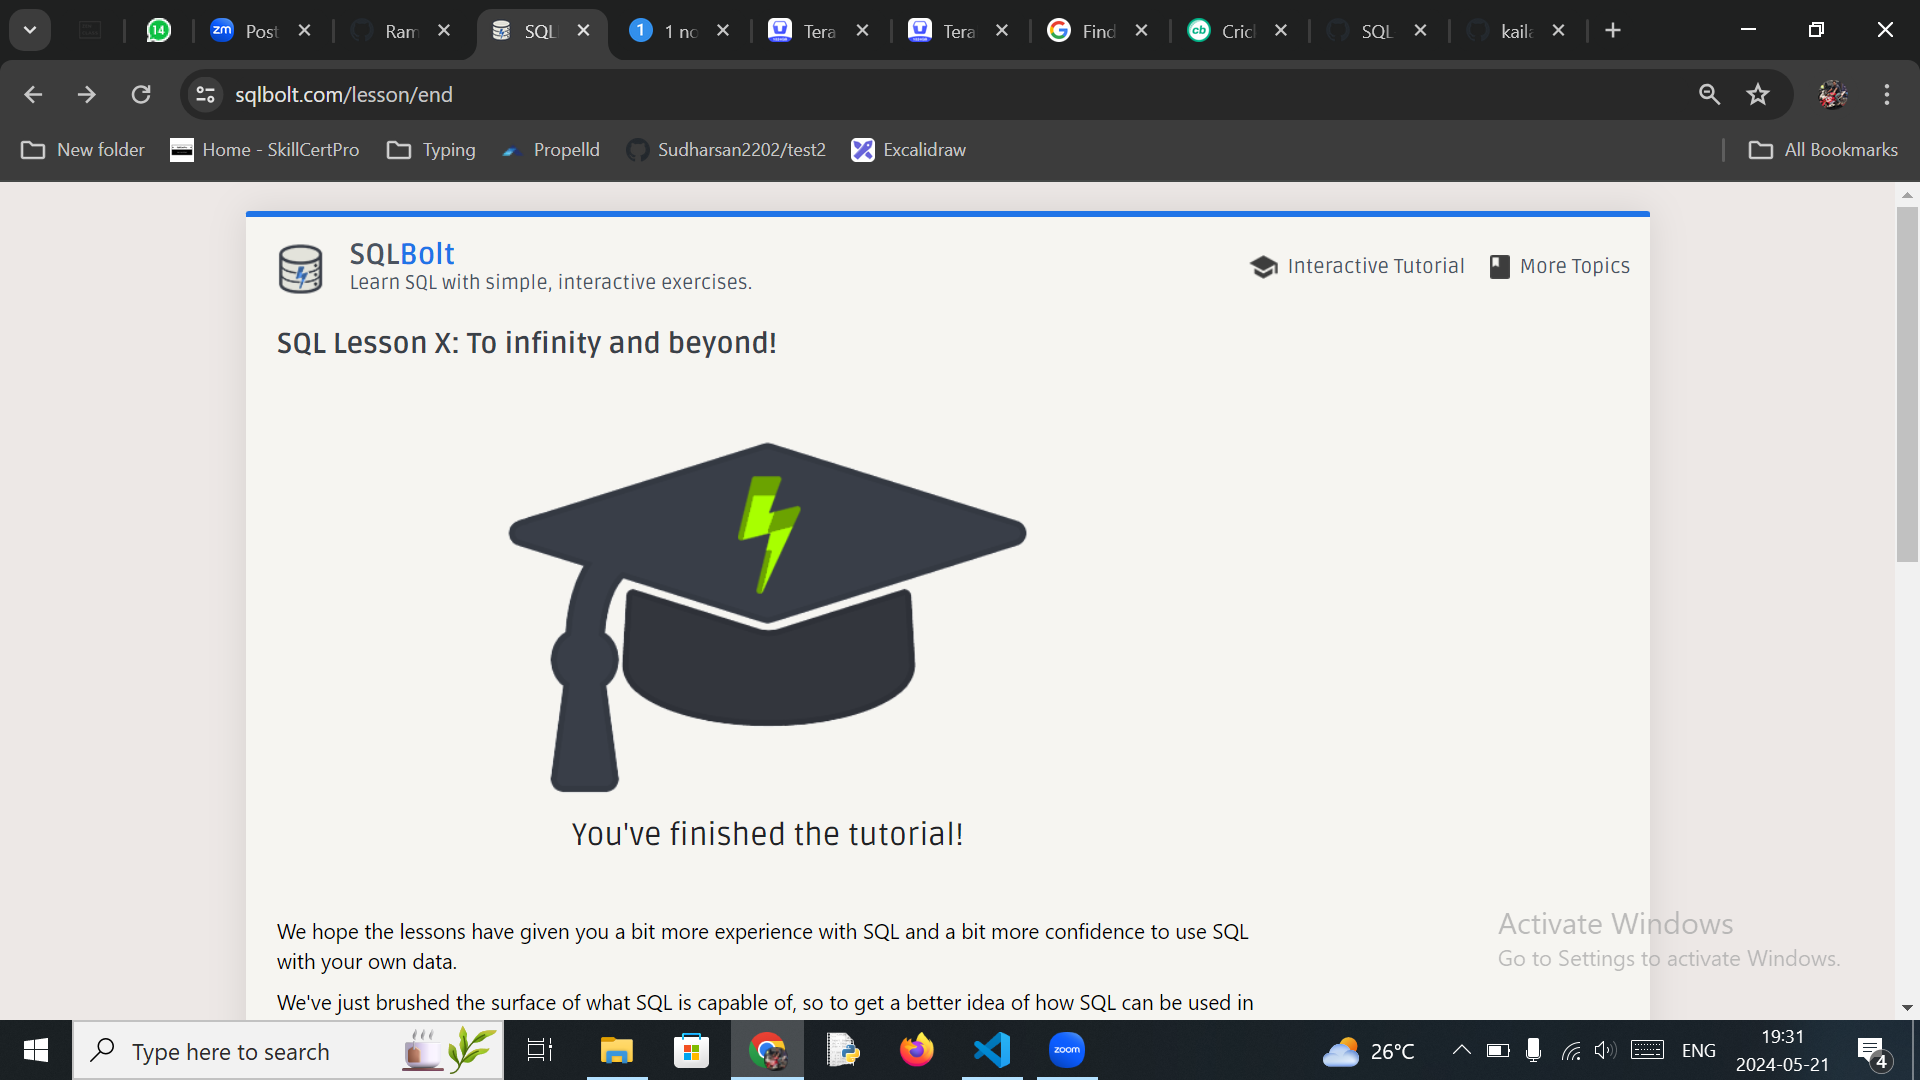 14
zm Post
Ram
SQL
1 1 no
Tera
Tera
Find
cb Cric
SQL
kaila
sqlbolt.com/lesson/end
New folder
Home - SkillCertPro
Typing
Propelld
Sudharsan2202/test2
Excalidraw
All Bookmarks
SQLBolt
Learn SQL with simple, interactive exercises.
Interactive Tutorial
More Topics
SQL Lesson X: To infinity and beyond!
You've finished the tutorial!
We hope the lessons have given you a bit more experience with SQL and a bit more confidence to use SQL
with your own data.
We've just brushed the surface of what SQL is capable of, so to get a better idea of how SQL can be used in
Activate Windows
Go to Settings to activate Windows.
Type here to search
zoom
26°C
ENG
19:31
2024-05-21
4